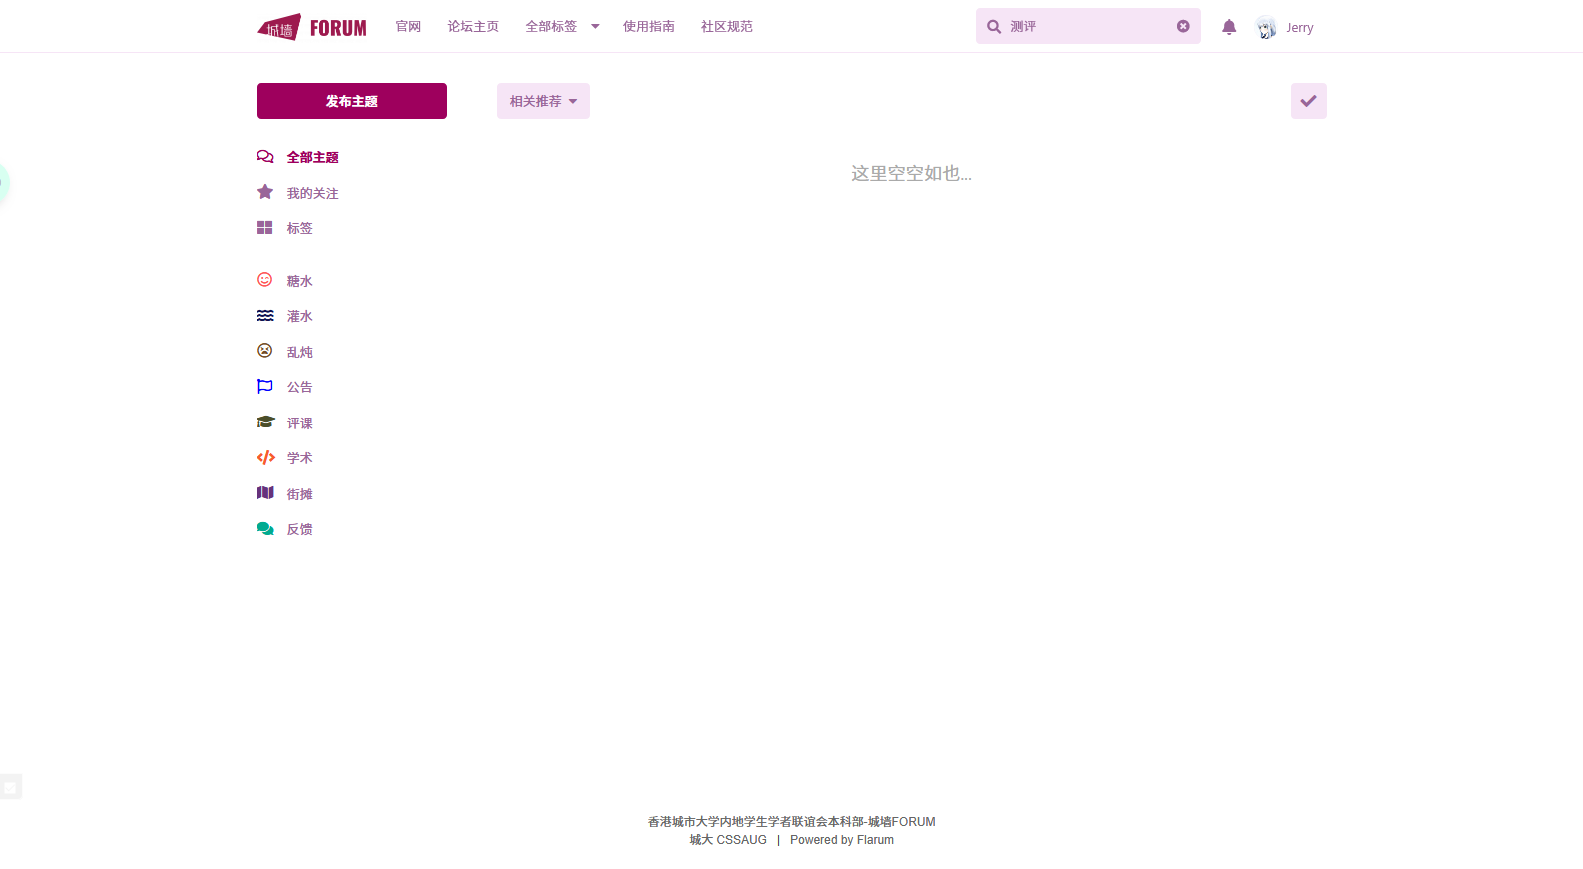 城墙 FORUM 官网 论坛主页 全部标签 使用指南 社区规范 测评 Jerry
发布主题 相关推荐
全部主题
这里空空如也...
我的关注
标签
糖水
灌水
乱炖
公告
评课
学术
街摊
反馈
香港城市大学内地学生学者联谊会本科部-城墙FORUM
城大 CSSAUG | Powered by Flarum